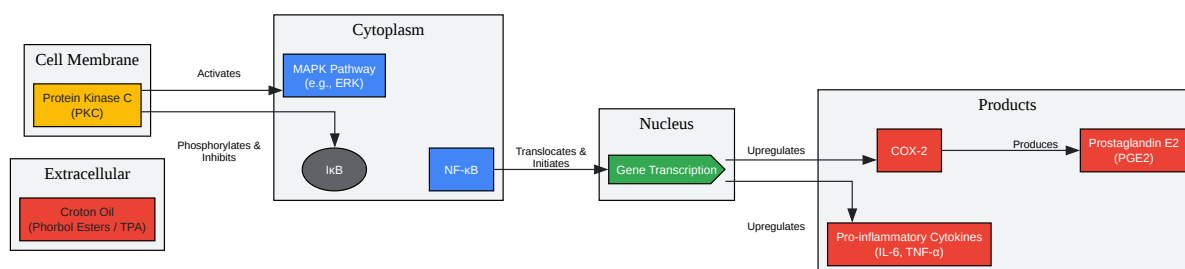 Cytoplasm
Cell Membrane
MAPK Pathway
(e.g., ERK)
Activates
Protein Kinase C
(PKC)
Phosphorylates &
Inhibits
IκB
NF-κB
Translocates &
Initiates
Nucleus
Gene Transcription
Extracellular
Croton Oil
(Phorbol Esters / TPA)
Products
Upregulates
COX-2
Produces
Prostaglandin E2
(PGE2)
Upregulates
Pro-inflammatory Cytokines
(IL-6, TNF-α)